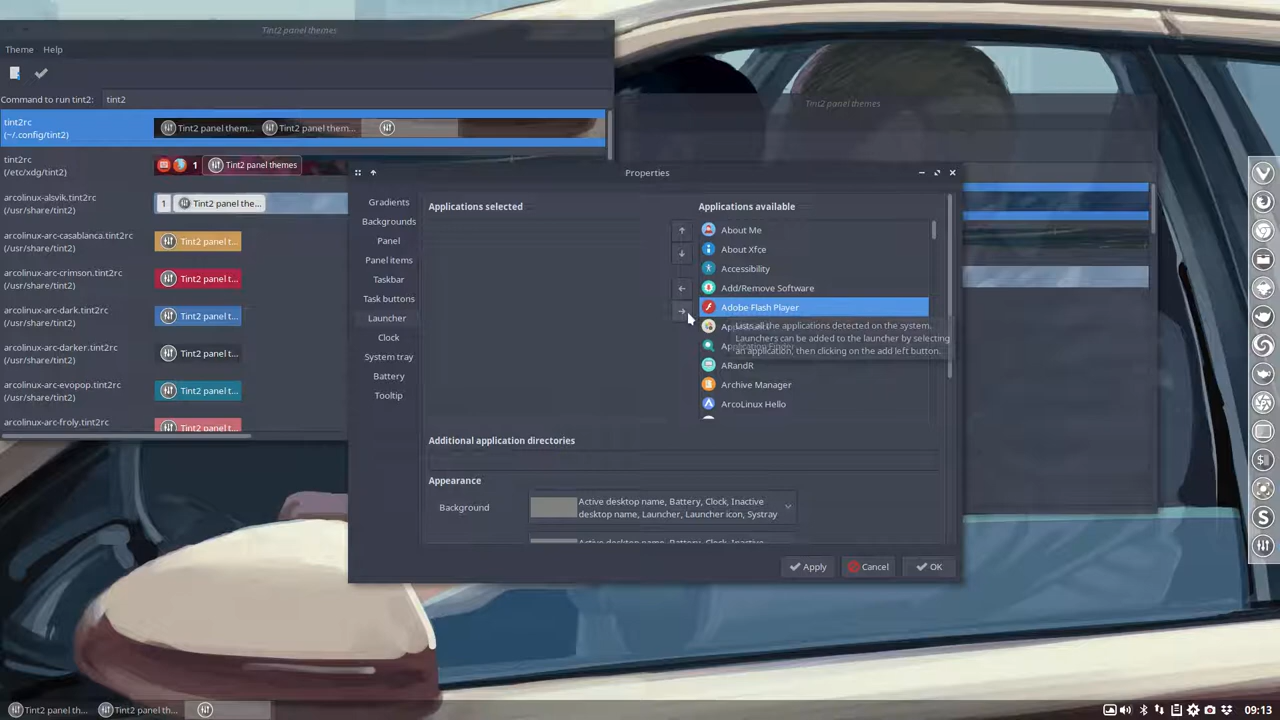 Tint2 panel themes
Theme Help
Command to run tint2: tint2
tint2rc
(~/.config/tint2)
Tint2 panel them... Tint2 panel them...
tint2rc
(/etc/xdg/tint2)
1 Tint2 panel themes
arcolinux-alsvik.tint2rc
(/usr/share/tint2)
1 Tint2 panel the...
arcolinux-arc-casablanca.tint2rc
(/usr/share/tint2)
Tint2 panel t...
arcolinux-arc-crimson.tint2rc
(/usr/share/tint2)
Tint2 panel t...
arcolinux-arc-dark.tint2rc
(/usr/share/tint2)
Tint2 panel t...
arcolinux-arc-darker.tint2rc
(/usr/share/tint2)
Tint2 panel t...
arcolinux-arc-evopop.tint2rc
(/usr/share/tint2)
Tint2 panel t...
arcolinux-arc-froly.tint2rc
Tint2 panel t...
Tint2 panel themes
Properties
Gradients
Backgrounds
Panel
Panel items
Taskbar
Task buttons
Launcher
Clock
System tray
Battery
Tooltip
Applications selected
Applications available
About Me
About Xfce
Accessibility
Add/Remove Software
Adobe Flash Player
Lists all the applications detected on the system.
Launchers can be added to the launcher by selecting
an application, then clicking on the add left button.
ARandR
Archive Manager
ArcoLinux Hello
Additional application directories
Appearance
Background
Active desktop name, Battery, Clock, Inactive
desktop name, Launcher, Launcher icon, Systray
Active desktop name, Battery, Clock, Inactive
Apply Cancel OK
Tint2 panel th... Tint2 panel th...
09:13